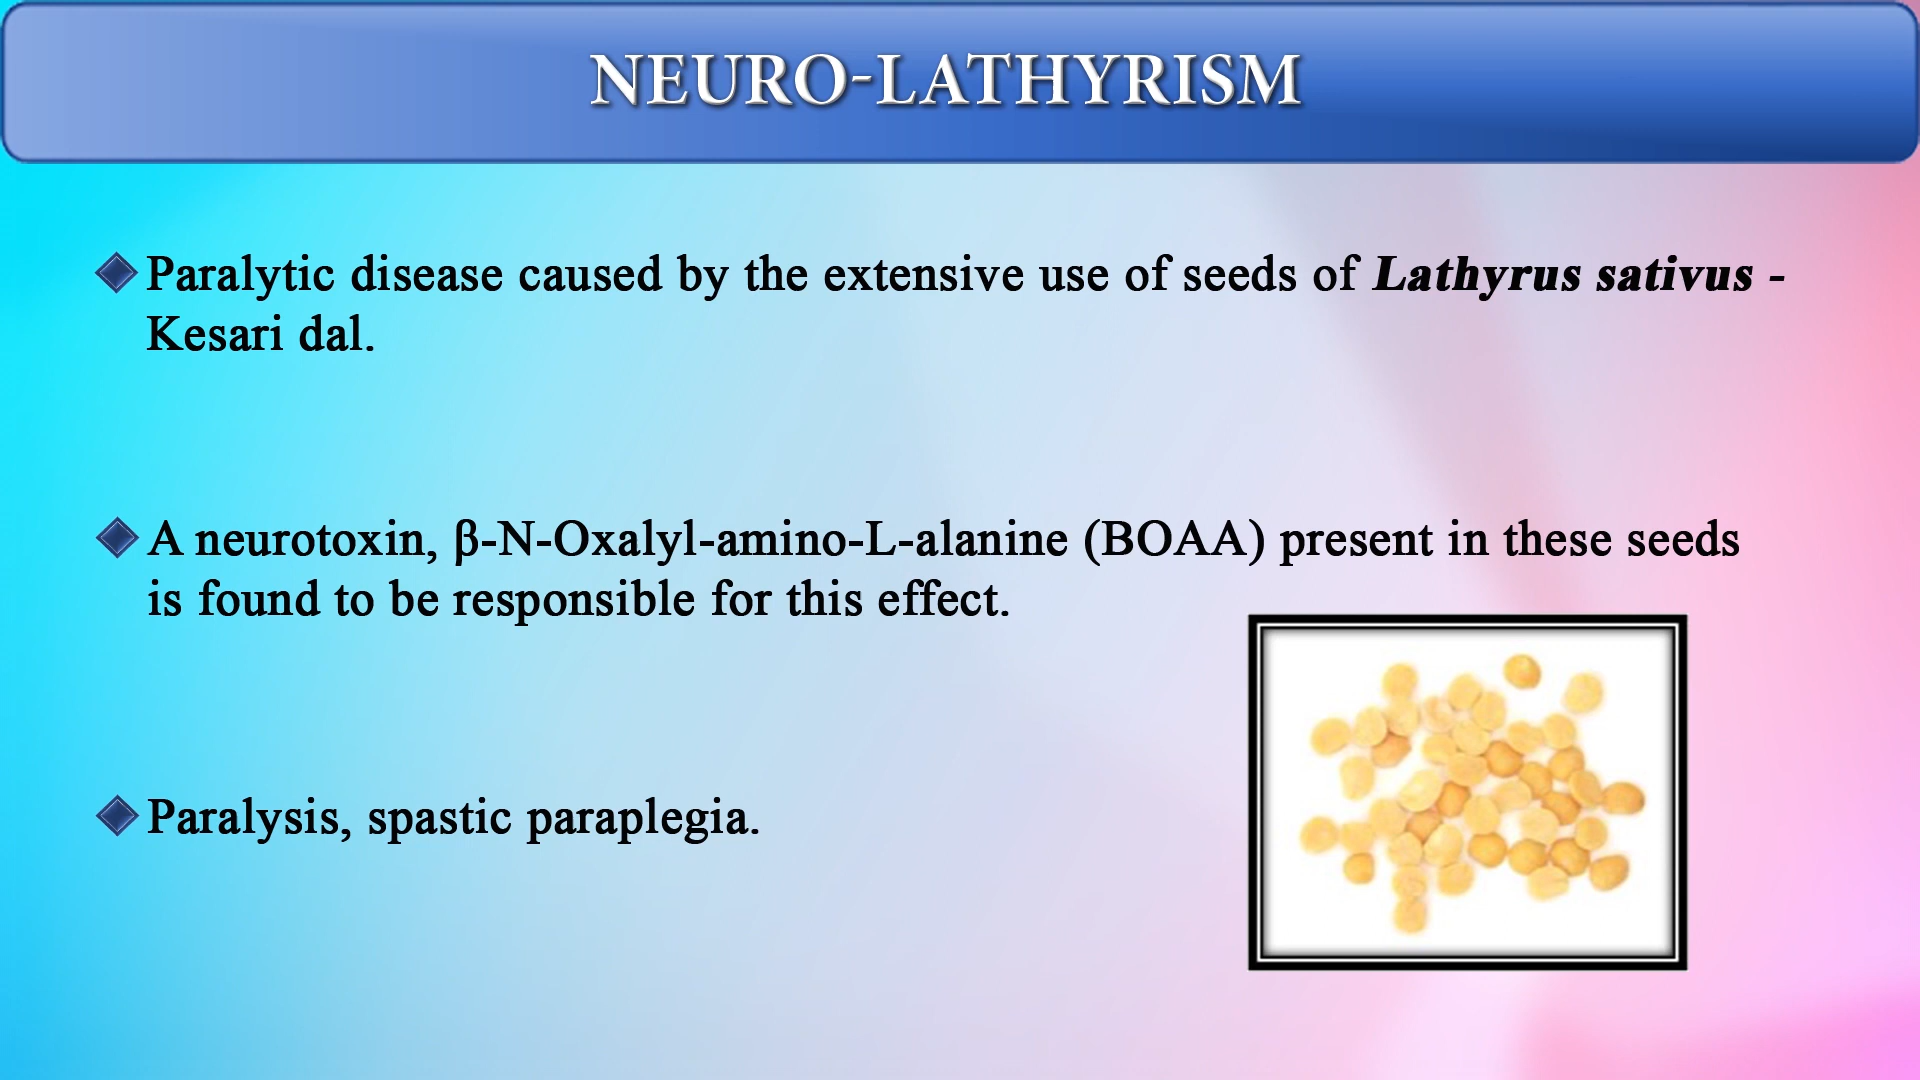 NEURO-LATHYRISM
Paralytic disease caused by the extensive use of seeds of Lathyrus sativus -
Kesari dal.
A neurotoxin, β-N-Oxalyl-amino-L-alanine (BOAA) present in these seeds
is found to be responsible for this effect.
Paralysis, spastic paraplegia.